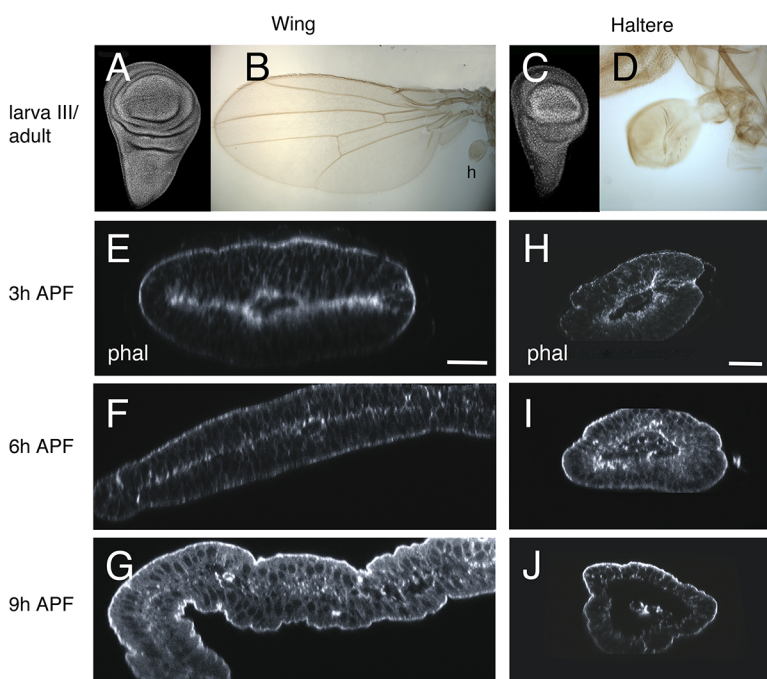 Wing
Haltere
larva III/
adult
A
B
h
C
D
3h APF
E
phal
H
phal
6h APF
F
I
9h APF
G
J